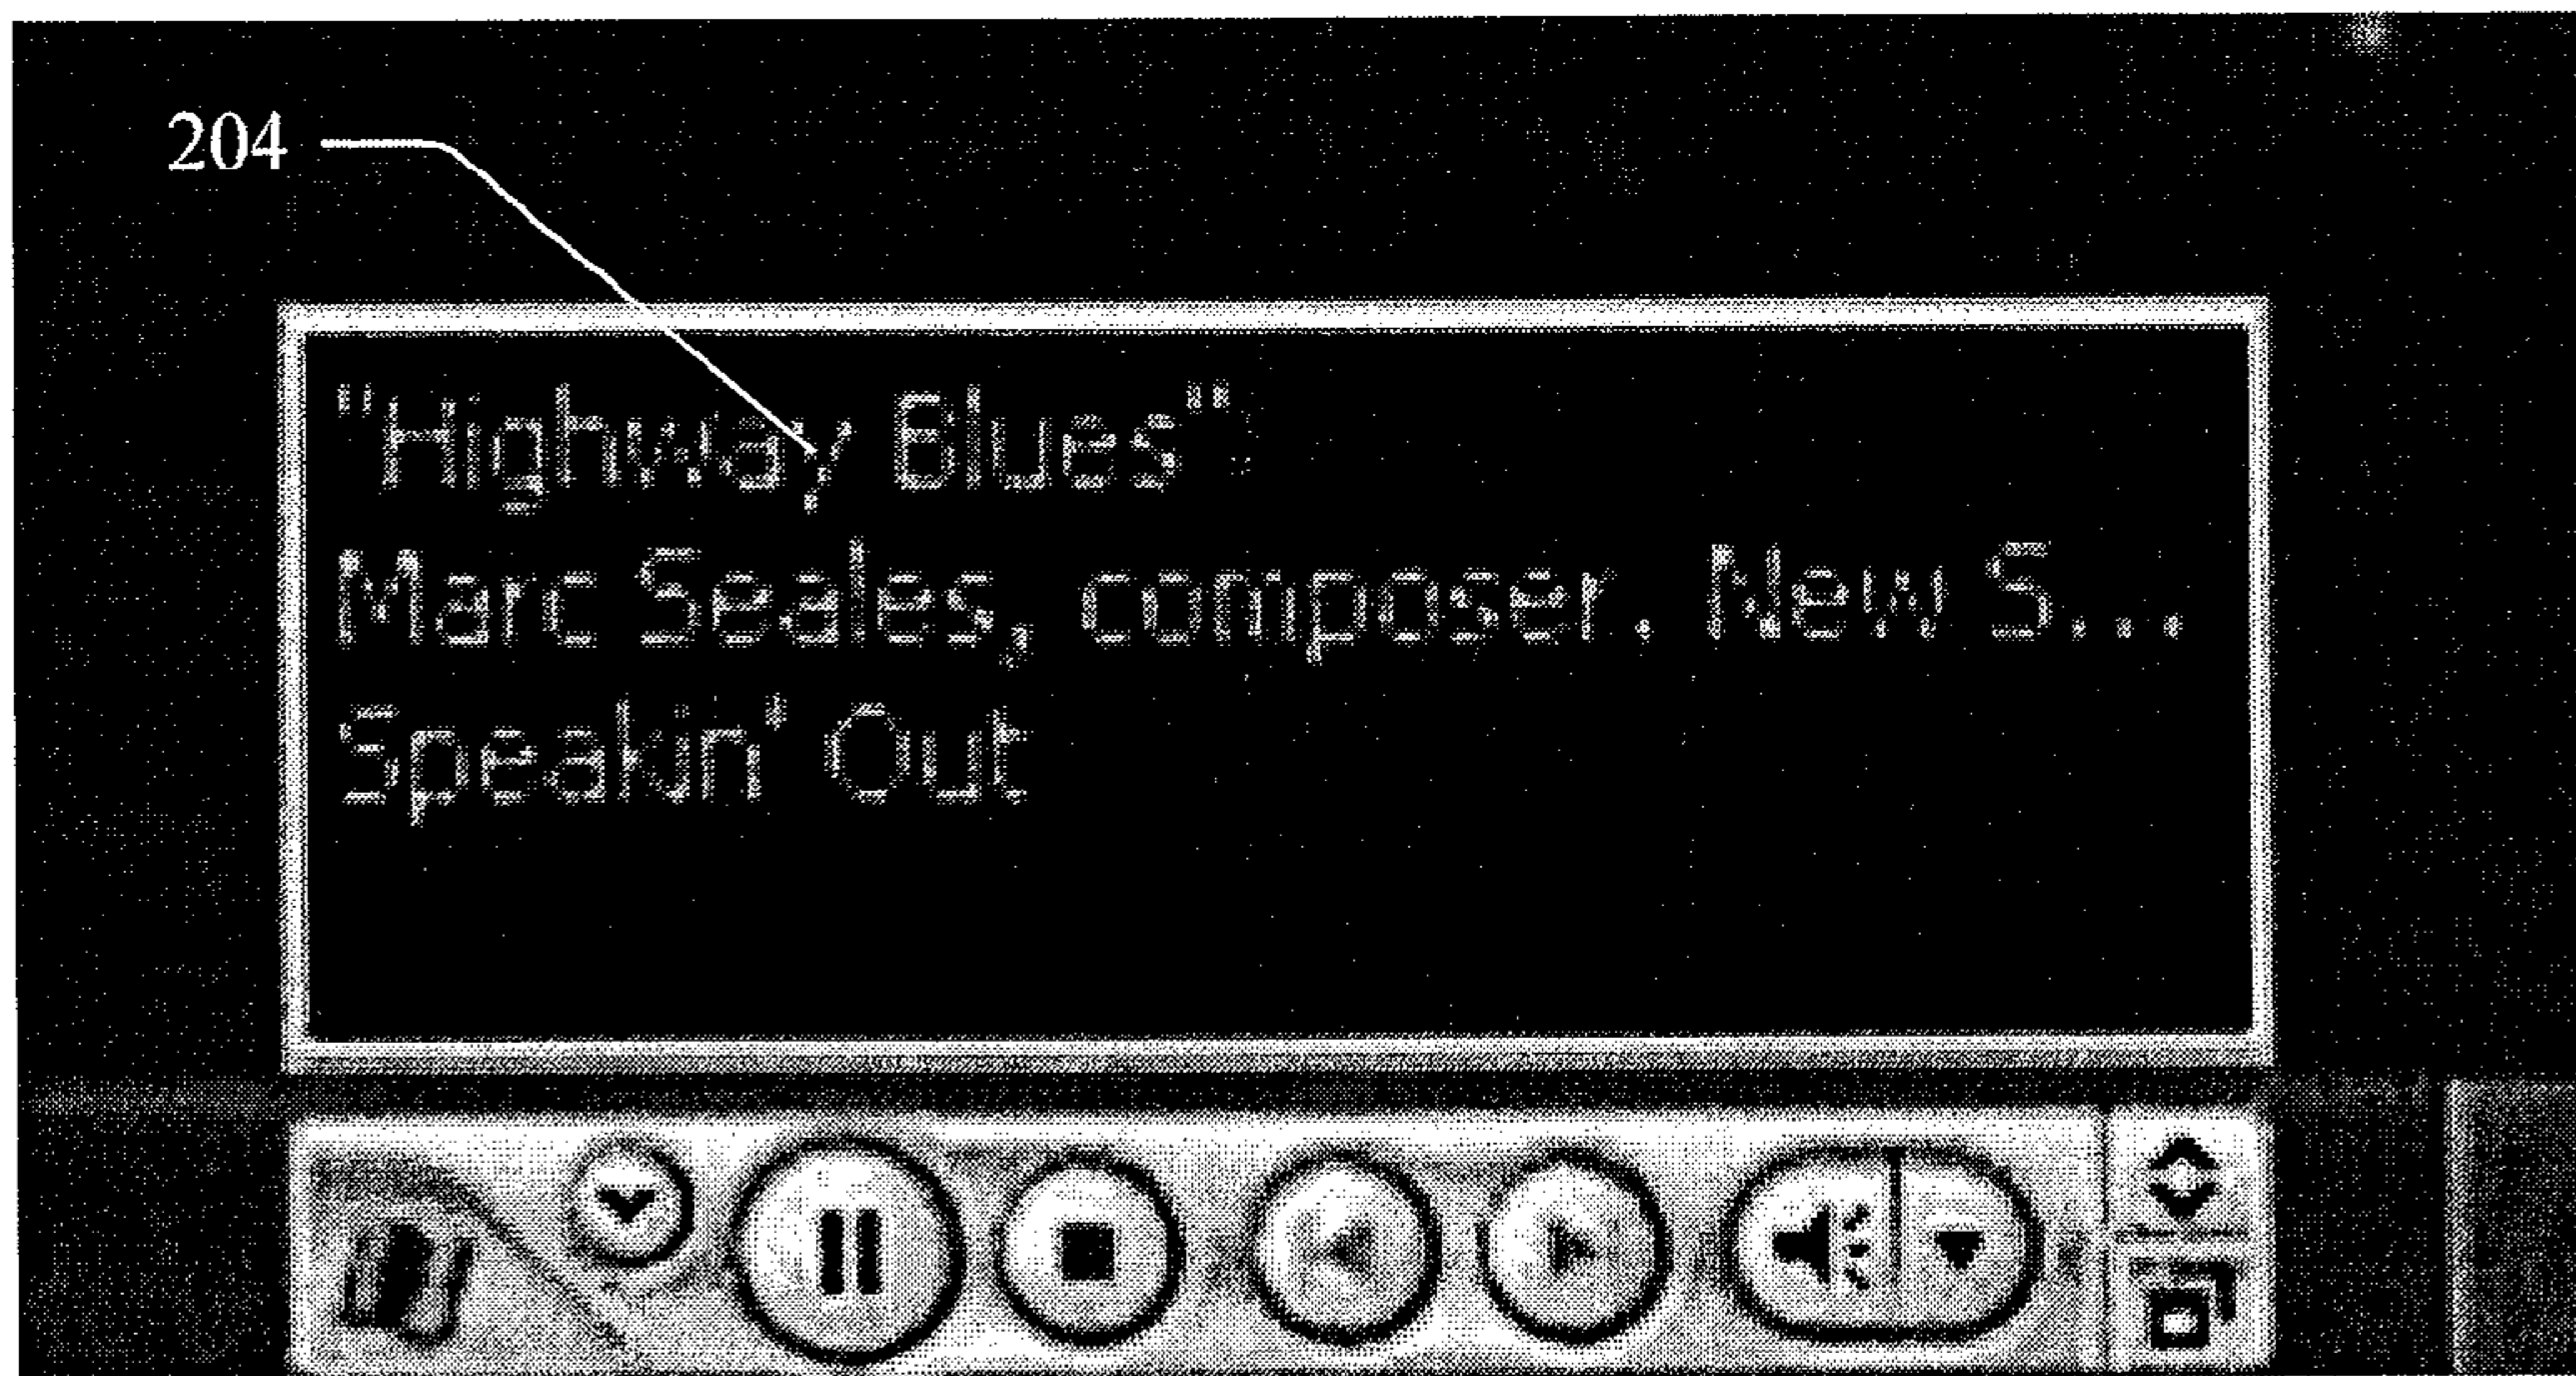 204
"Highway Blues".
Marc Seales, composer. New S...
Speakin' Out